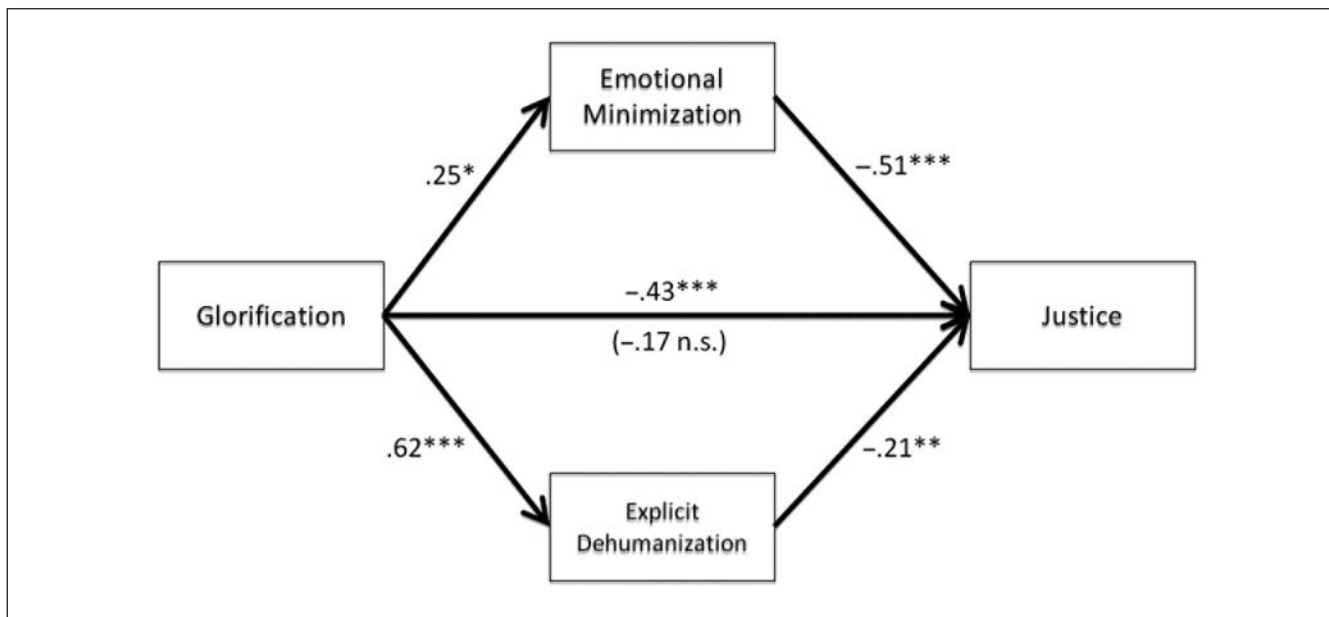 Emotional
Minimization
.25*
–.51***
Glorification
–.43***
(–.17 n.s.)
Justice
.62***
–.21**
Explicit
Dehumanization